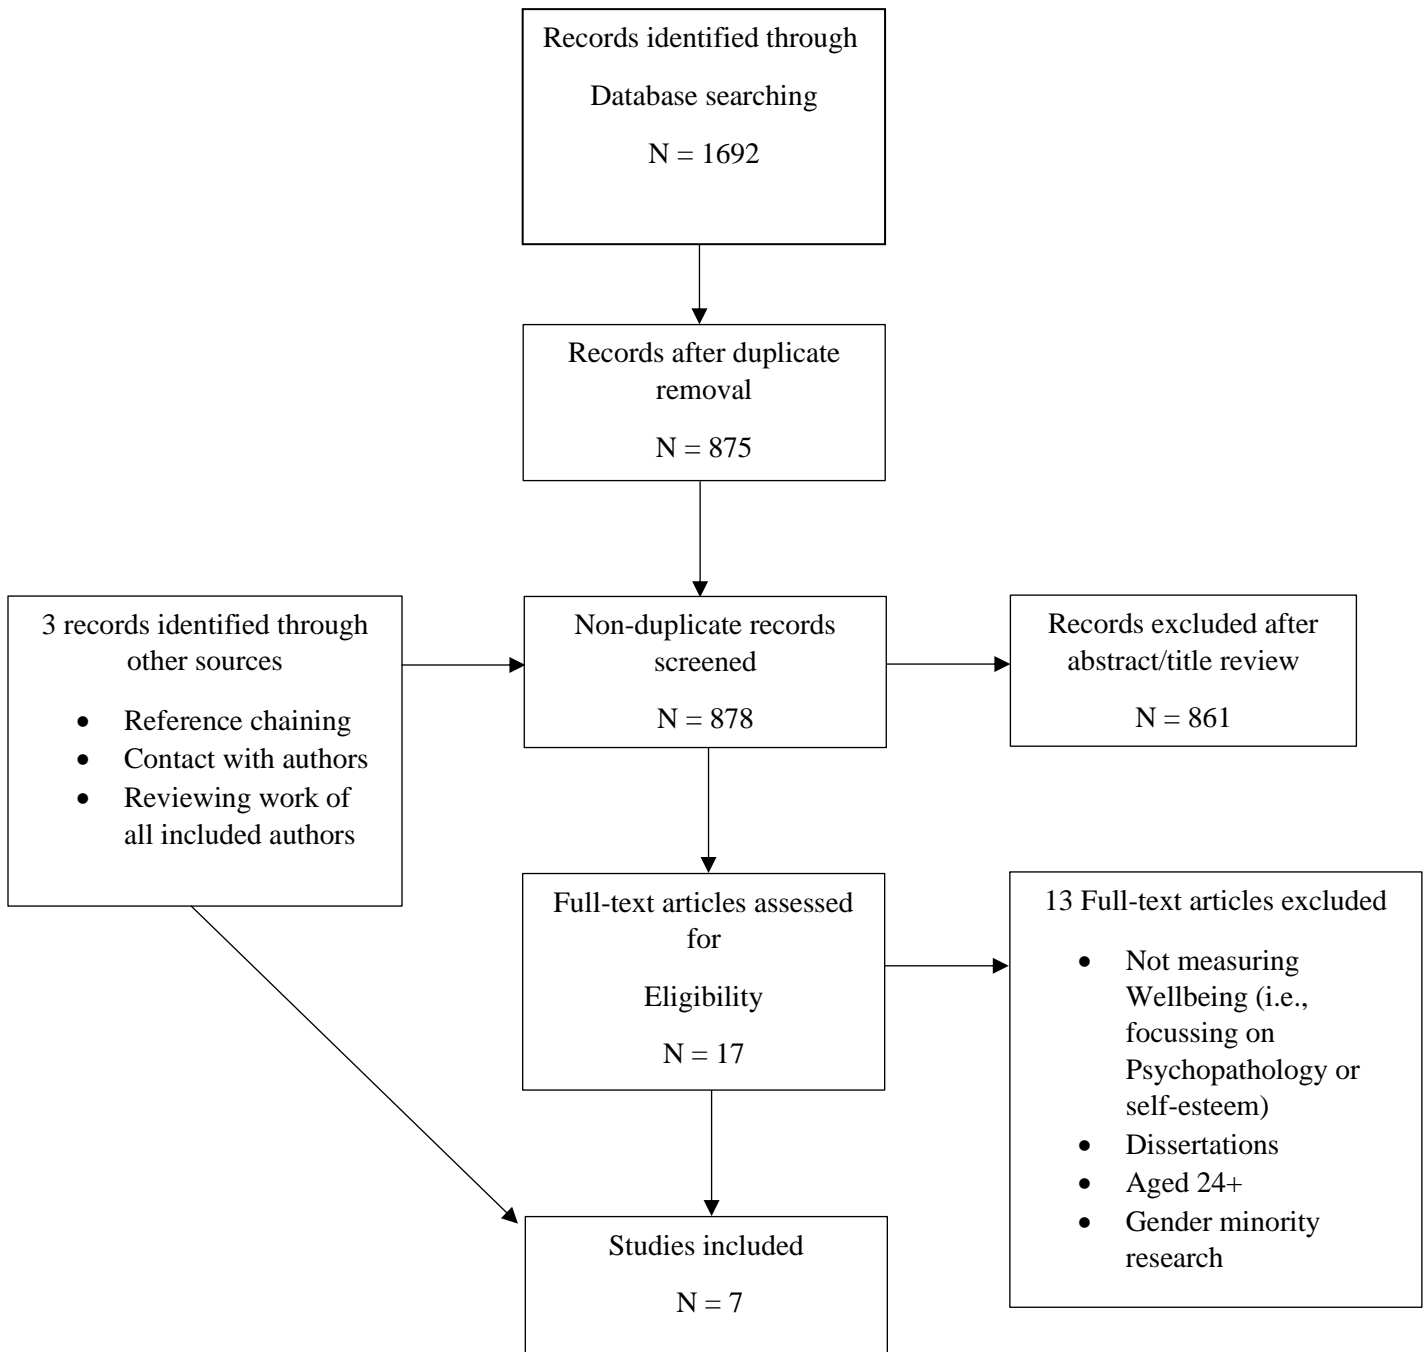 Records identified through
Database searching
N = 1692
Records after duplicate
removal
N = 875
3 records identified through
other sources
• Reference chaining
• Contact with authors
• Reviewing work of
all included authors
Non-duplicate records
screened
N = 878
Records excluded after
abstract/title review
N = 861
Full-text articles assessed
for
Eligibility
N = 17
13 Full-text articles excluded
• Not measuring
Wellbeing (i.e.,
focussing on
Psychopathology or
self-esteem)
• Dissertations
• Aged 24+
• Gender minority
research
Studies included
N = 7